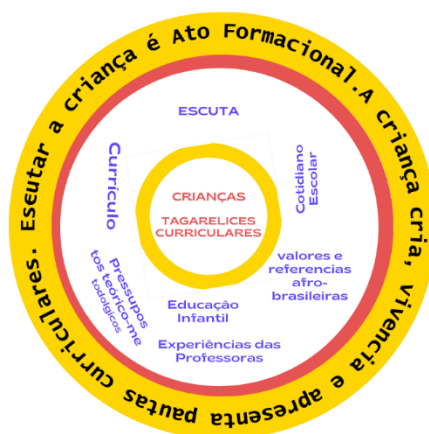 Escutar a criança é Ato Formacional.A criança cria, vivencia e apresenta pautas curriculares.
ESCUTA
Currículo
Cotidiano
Escolar
CRIANÇAS
TAGARELICES
CURRICULARES
valores e
referencias
afro-
brasileiras
Pressupos
tos teórico-me
todolgicos
Educação
Infantil
Experiências das
Professoras